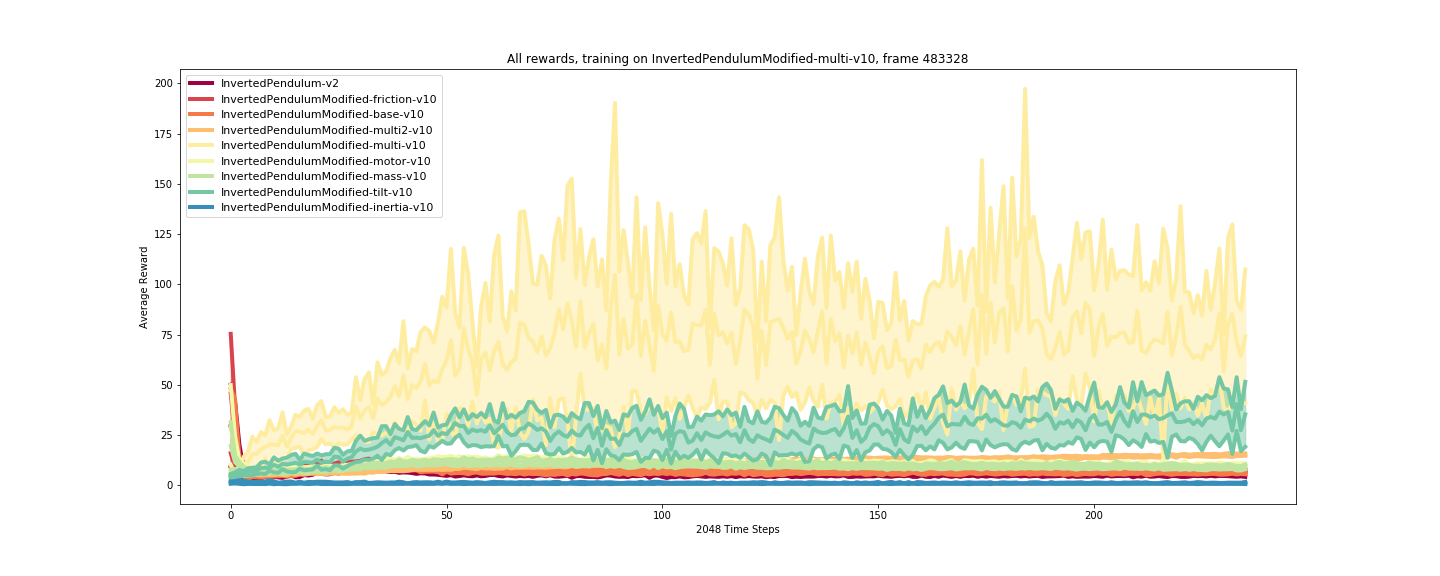 All rewards, training on InvertedPendulumModified-multi-v10, frame 483328
InvertedPendulum-v2
InvertedPendulumModified-friction-v10
InvertedPendulumModified-base-v10
InvertedPendulumModified-multi2-v10
InvertedPendulumModified-multi-v10
InvertedPendulumModified-motor-v10
InvertedPendulumModified-mass-v10
InvertedPendulumModified-tilt-v10
InvertedPendulumModified-inertia-v10
Average Reward
200
175
150
125
100
75
50
25
0
0 50 100 150 200
2048 Time Steps